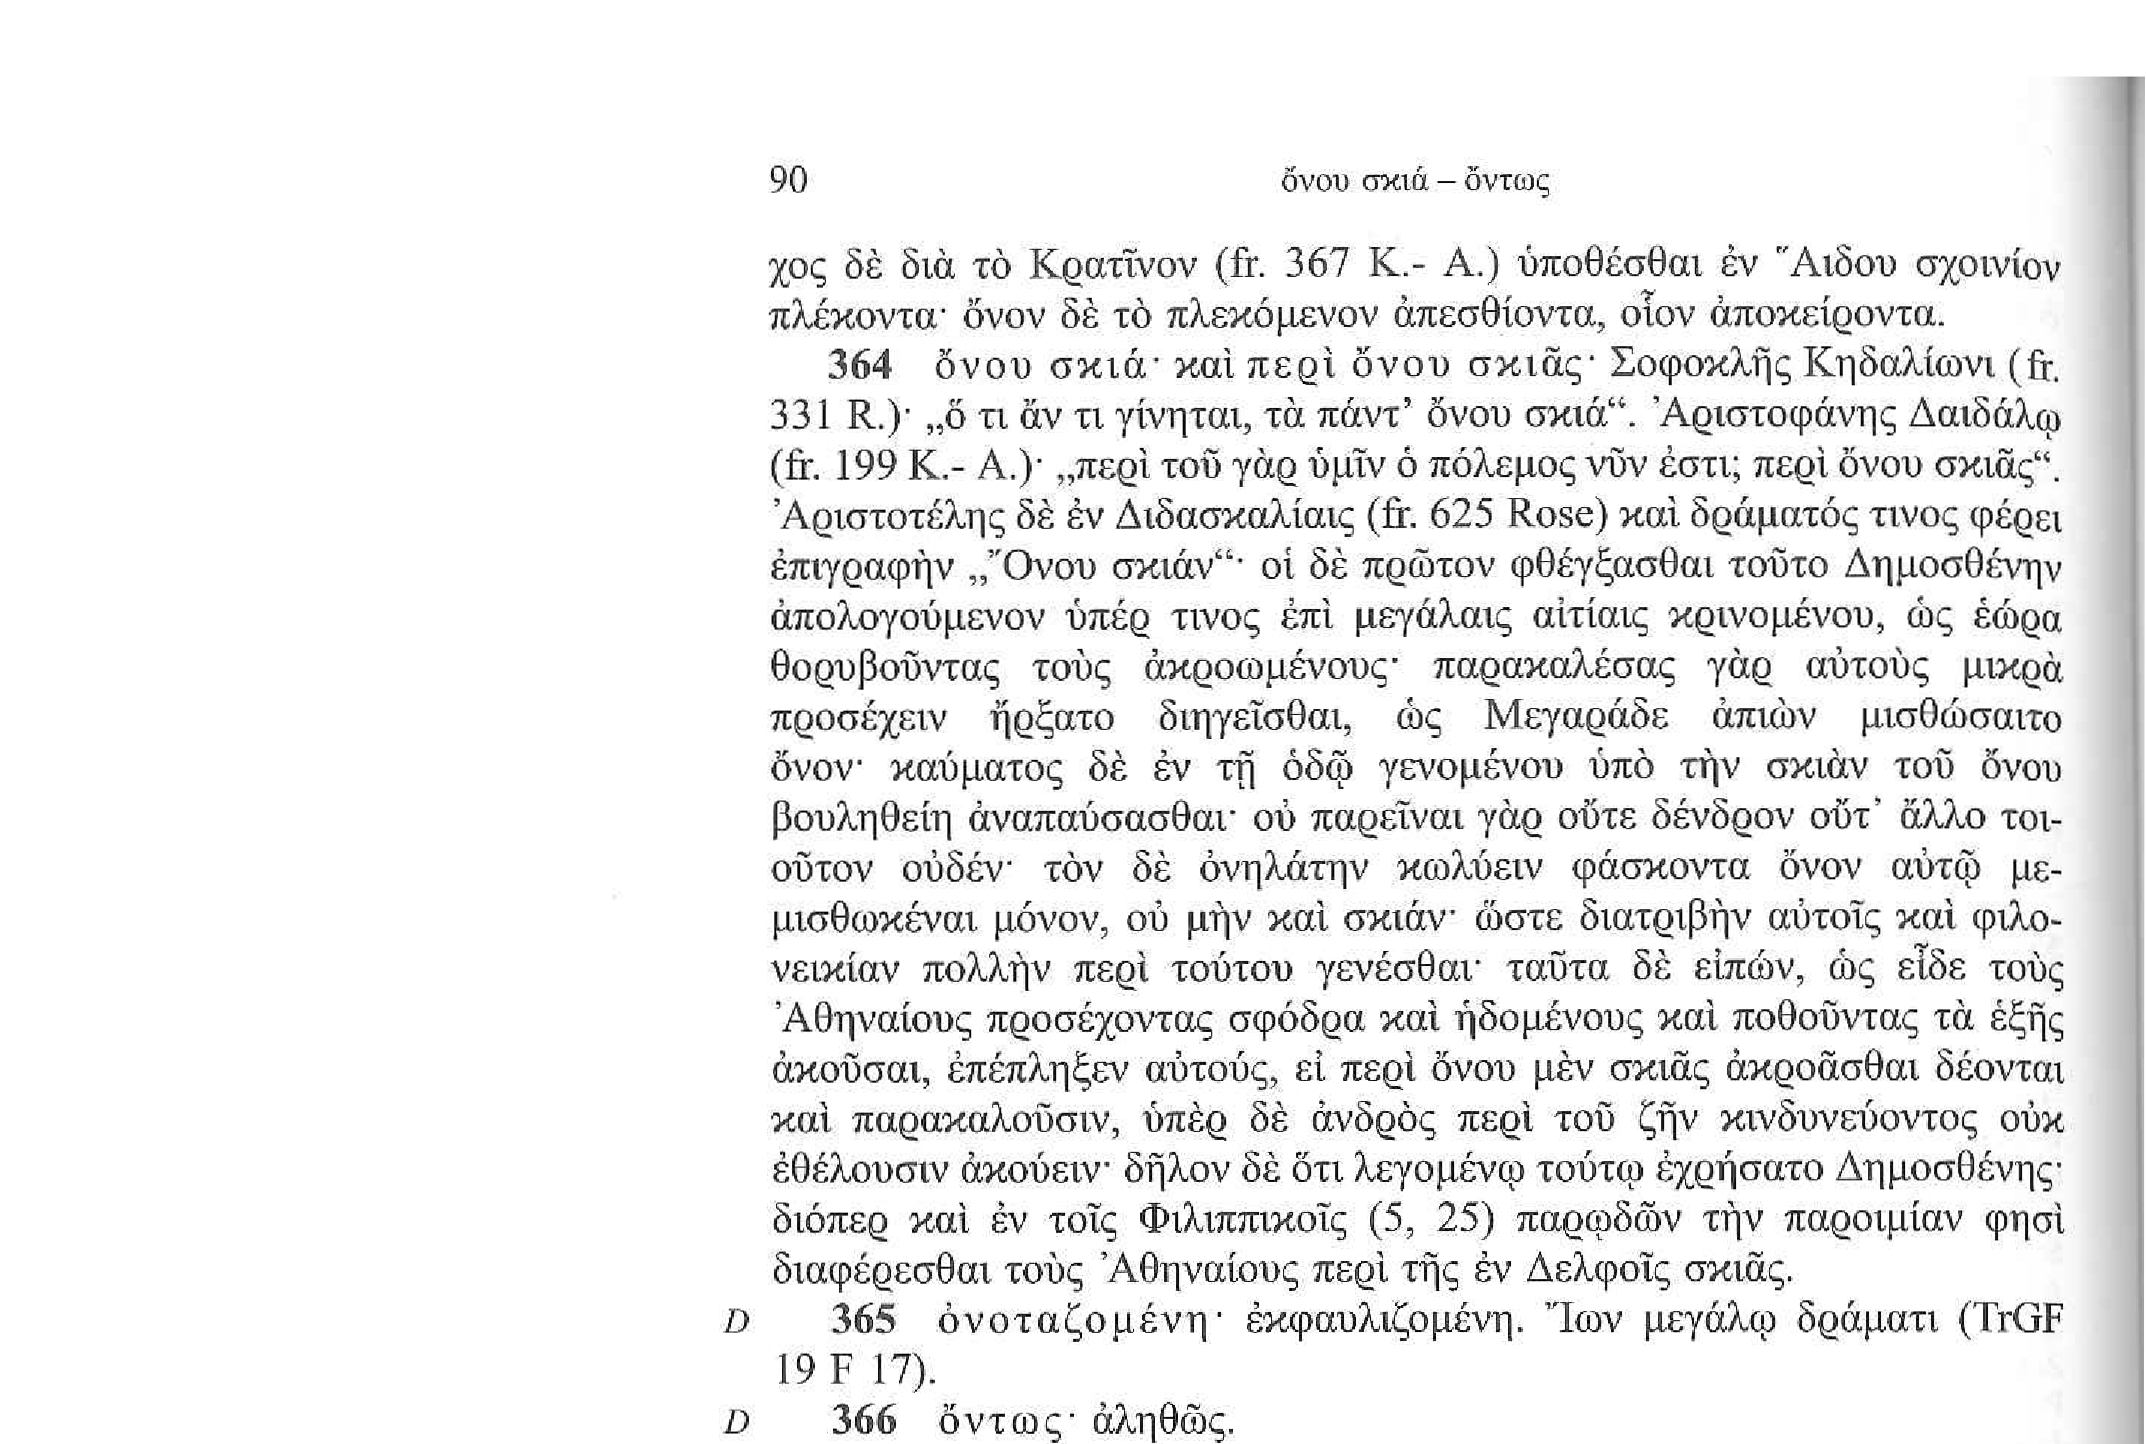 90 ὄνου σκιά – ὄντως
χος δὲ διὰ τὸ Κρατῖνον (fr. 367 K.- A.) ὑποθέσθαι ἐν Ἅιδου σχοινίον
πλέκοντα· ὄνον δὲ τὸ πλεκόμενον ἀπεσθίοντα, οἷον ἀποκείροντα.
364 ὄνου σκιά· καὶ περὶ ὄνου σκιᾶς· Σοφοκλῆς Κηδαλίωνι (fr.
331 R.)· „ὅ τι ἄν τι γίνηται, τὰ πάντ’ ὄνου σκιά“. Ἀριστοφάνης Δαιδάλῳ
(fr. 199 K.- A.)· „περὶ τοῦ γὰρ ὑμῖν ὁ πόλεμος νῦν ἐστι; περὶ ὄνου σκιᾶς“.
Ἀριστοτέλης δὲ ἐν Διδασκαλίαις (fr. 625 Rose) καὶ δράματός τινος φέρει
ἐπιγραφὴν „Ὄνου σκιάν“· οἱ δὲ πρῶτον φθέγξασθαι τοῦτο Δημοσθένην
ἀπολογούμενον ὑπέρ τινος ἐπὶ μεγάλαις αἰτίαις κρινομένου, ὡς ἑώρα
θορυβοῦντας τοὺς ἀκροωμένους· παρακαλέσας γὰρ αὐτοὺς μικρὰ
προσέχειν ἤρξατο διηγεῖσθαι, ὡς Μεγαράδε ἀπιὼν μισθώσαιτο
ὄνον· καύματος δὲ ἐν τῇ ὁδῷ γενομένου ὑπὸ τὴν σκιὰν τοῦ ὄνου
βουληθείη ἀναπαύσασθαι· οὐ παρεῖναι γὰρ οὔτε δένδρον οὔτ’ ἄλλο τοι-
οῦτον οὐδέν· τὸν δὲ ὀνηλάτην κωλύειν φάσκοντα ὄνον αὐτῷ με-
μισθωκέναι μόνον, οὐ μὴν καὶ σκιάν· ὥστε διατριβὴν αὐτοῖς καὶ φιλο-
νεικίαν πολλὴν περὶ τούτου γενέσθαι· ταῦτα δὲ εἰπών, ὡς εἶδε τοὺς
Ἀθηναίους προσέχοντας σφόδρα καὶ ἡδομένους καὶ ποθοῦντας τὰ ἑξῆς
ἀκοῦσαι, ἐπέπληξεν αὐτούς, εἰ περὶ ὄνου μὲν σκιᾶς ἀκροᾶσθαι δέονται
καὶ παρακαλοῦσιν, ὑπὲρ δὲ ἀνδρὸς περὶ τοῦ ζῆν κινδυνεύοντος οὐκ
ἐθέλουσιν ἀκούειν· δῆλον δὲ ὅτι λεγομένῳ τούτῳ ἐχρήσατο Δημοσθένης·
διόπερ καὶ ἐν τοῖς Φιλιππικοῖς (5, 25) παρῳδῶν τὴν παροιμίαν φησὶ
διαφέρεσθαι τοὺς Ἀθηναίους περὶ τῆς ἐν Δελφοῖς σκιᾶς.
D 365 ὀνοταζομένη· ἐκφαυλιζομένη. Ἴων μεγάλῳ δράματι (TrGF
19 F 17).
D 366 ὄντως· ἀληθῶς.